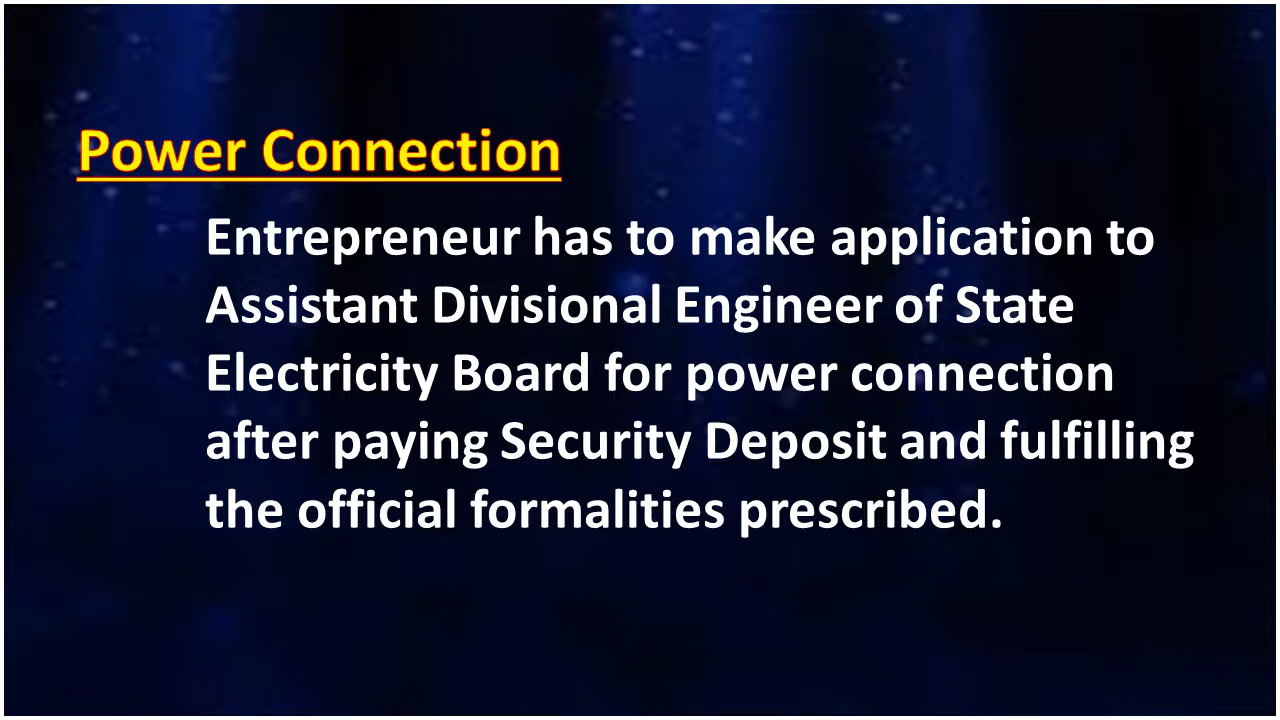 Power Connection
Entrepreneur has to make application to
Assistant Divisional Engineer of State
Electricity Board for power connection
after paying Security Deposit and fulfilling
the official formalities prescribed.